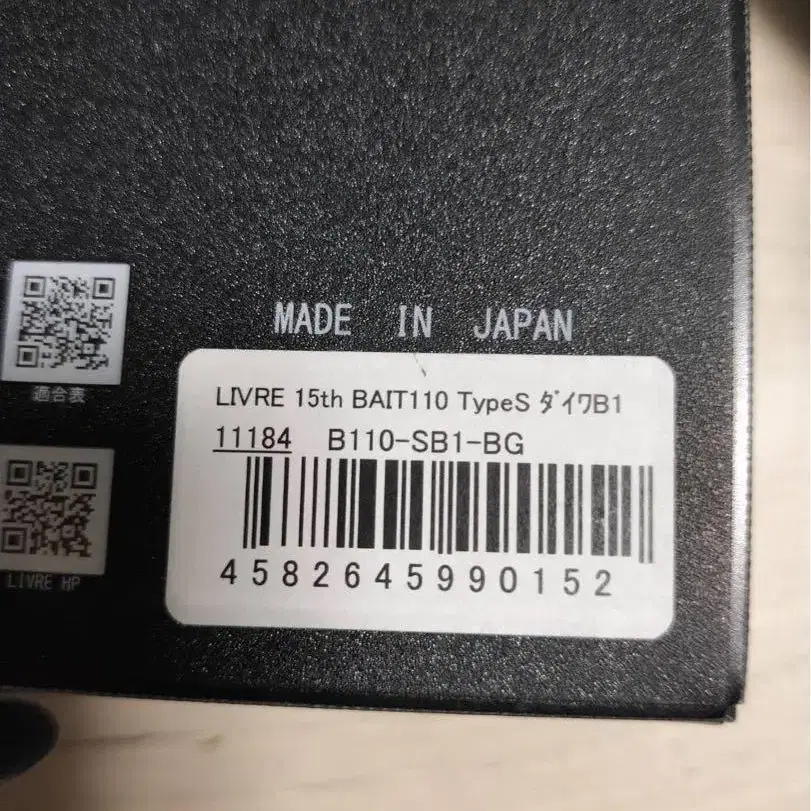 MADE IN JAPAN
適合表
LIVRE 15th BAIT110 TypeS ﾀﾞｲﾜB1
11184 B110-SB1-BG
4582645990152
LIVRE HP